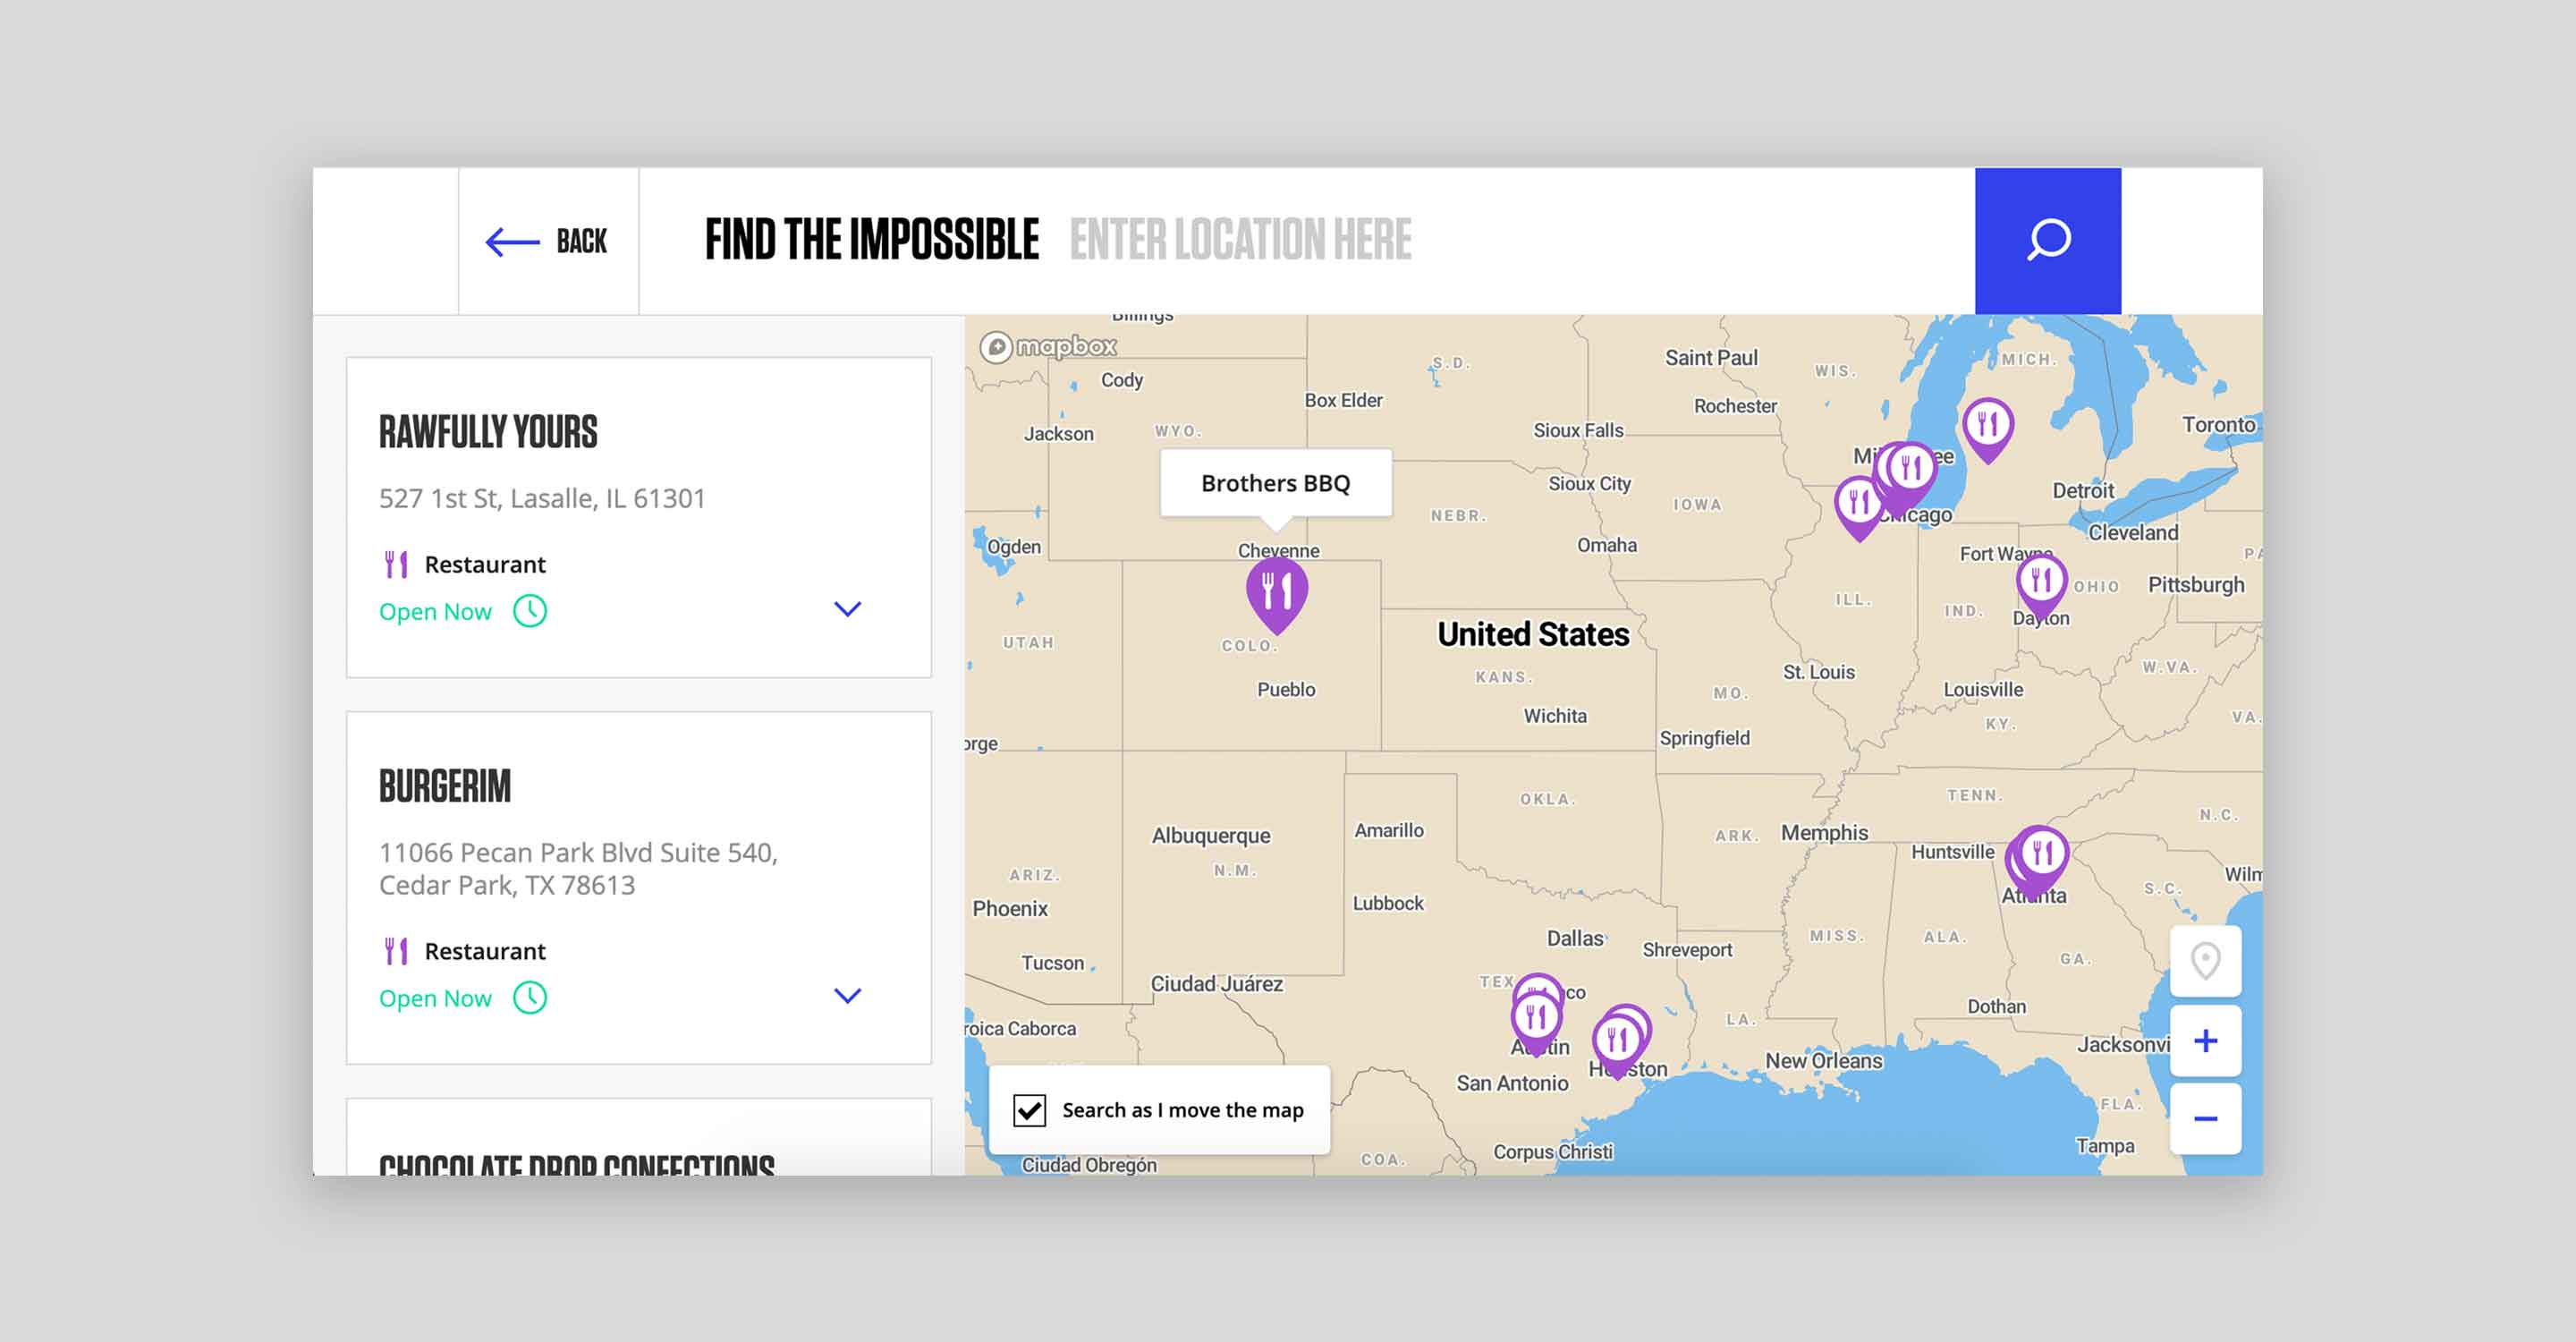 BACK
FIND THE IMPOSSIBLE
ENTER LOCATION HERE
RAWFULLY YOURS
527 1st St, Lasalle, IL 61301
Restaurant
Open Now
BURGERIM
11066 Pecan Park Blvd Suite 540,
Cedar Park, TX 78613
Restaurant
Open Now
CHOCOLATE DROP CONFECTIONS
mapbox
Billings
S.D.
Saint Paul
WIS.
MICH.
Cody
Box Elder
Rochester
Jackson
WYO.
Sioux Falls
Toronto
Brothers BBQ
Sioux City
IOWA
Detroit
NEBR.
Chicago
Cleveland
Ogden
Cheyenne
Omaha
Fort Wayne
OHIO
Pittsburgh
ILL.
IND.
Dayton
UTAH
COLO.
United States
KANS.
MO.
St. Louis
W.VA.
Pueblo
Louisville
Wichita
KY.
VA.
Springfield
OKLA.
TENN.
N.C.
Albuquerque
Amarillo
ARK.
Memphis
Huntsville
N.M.
ARIZ.
Phoenix
Lubbock
Atlanta
S.C.
Dallas
Shreveport
MISS.
ALA.
GA.
Tucson
Ciudad Juárez
Dothan
LA.
roica Caborca
Austin
Houston
New Orleans
Jacksonvi
San Antonio
FLA.
Search as I move the map
Corpus Christi
Tampa
Ciudad Obregón
COA.